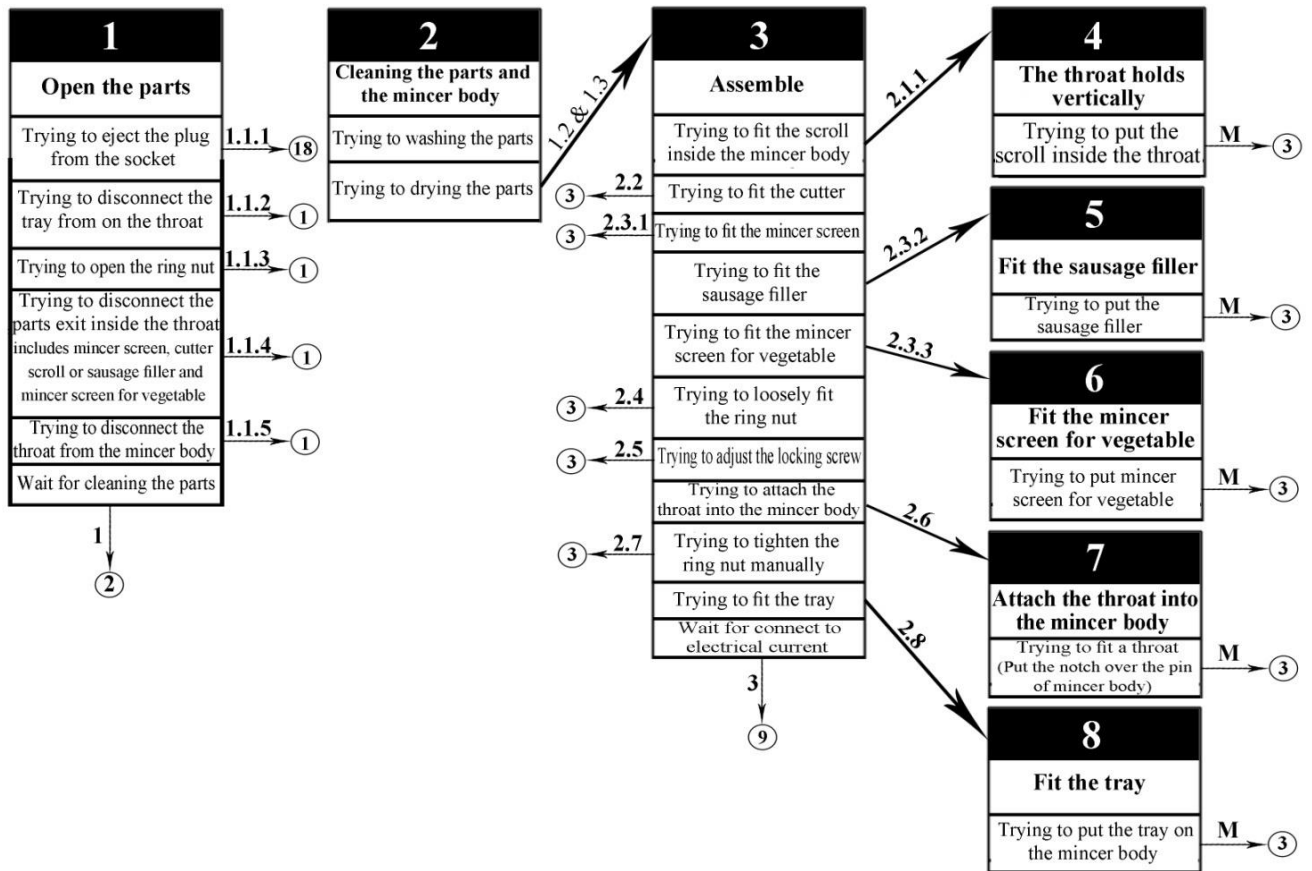 1
Open the parts
Trying to eject the plug
from the socket
1.1.1
18
Trying to disconnect the
tray from on the throat
1.1.2
1
Trying to open the ring nut
1.1.3
1
Trying to disconnect the
parts exit inside the throat
includes mincer screen, cutter
scroll or sausage filler and
mincer screen for vegetable
1.1.4
1
Trying to disconnect the
throat from the mincer body
1.1.5
1
Wait for cleaning the parts
1
2
2
Cleaning the parts and
the mincer body
Trying to washing the parts
Trying to drying the parts
1.2 & 1.3
3
Assemble
Trying to fit the scroll
inside the mincer body
2.1.1
Trying to fit the cutter
2.2
3
Trying to fit the mincer screen
2.3.1
3
Trying to fit the
sausage filler
2.3.2
Trying to fit the mincer
screen for vegetable
2.3.3
Trying to loosely fit
the ring nut
2.4
3
Trying to adjust the locking screw
2.5
3
Trying to attach the
throat into the mincer body
2.6
Trying to tighten the
ring nut manually
2.7
3
Trying to fit the tray
2.8
Wait for connect to
electrical current
3
9
4
The throat holds
vertically
Trying to put the
scroll inside the throat
M
3
5
Fit the sausage filler
Trying to put the
sausage filler
M
3
6
Fit the mincer
screen for vegetable
Trying to put mincer
screen for vegetable
M
3
7
Attach the throat into
the mincer body
Trying to fit a throat
(Put the notch over the pin
of mincer body)
M
3
8
Fit the tray
Trying to put the tray on
the mincer body
M
3